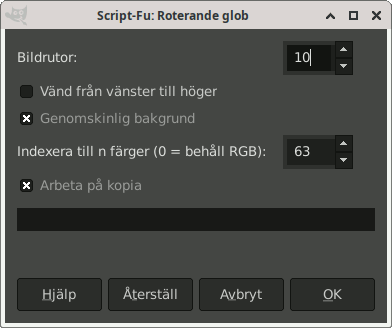 Script-Fu: Roterande glob
Bildrutor: 10
Vänd från vänster till höger
Genomskinlig bakgrund
Indexera till n färger (0 = behåll RGB): 63
Arbeta på kopia
Hjälp Återställ Avbryt OK